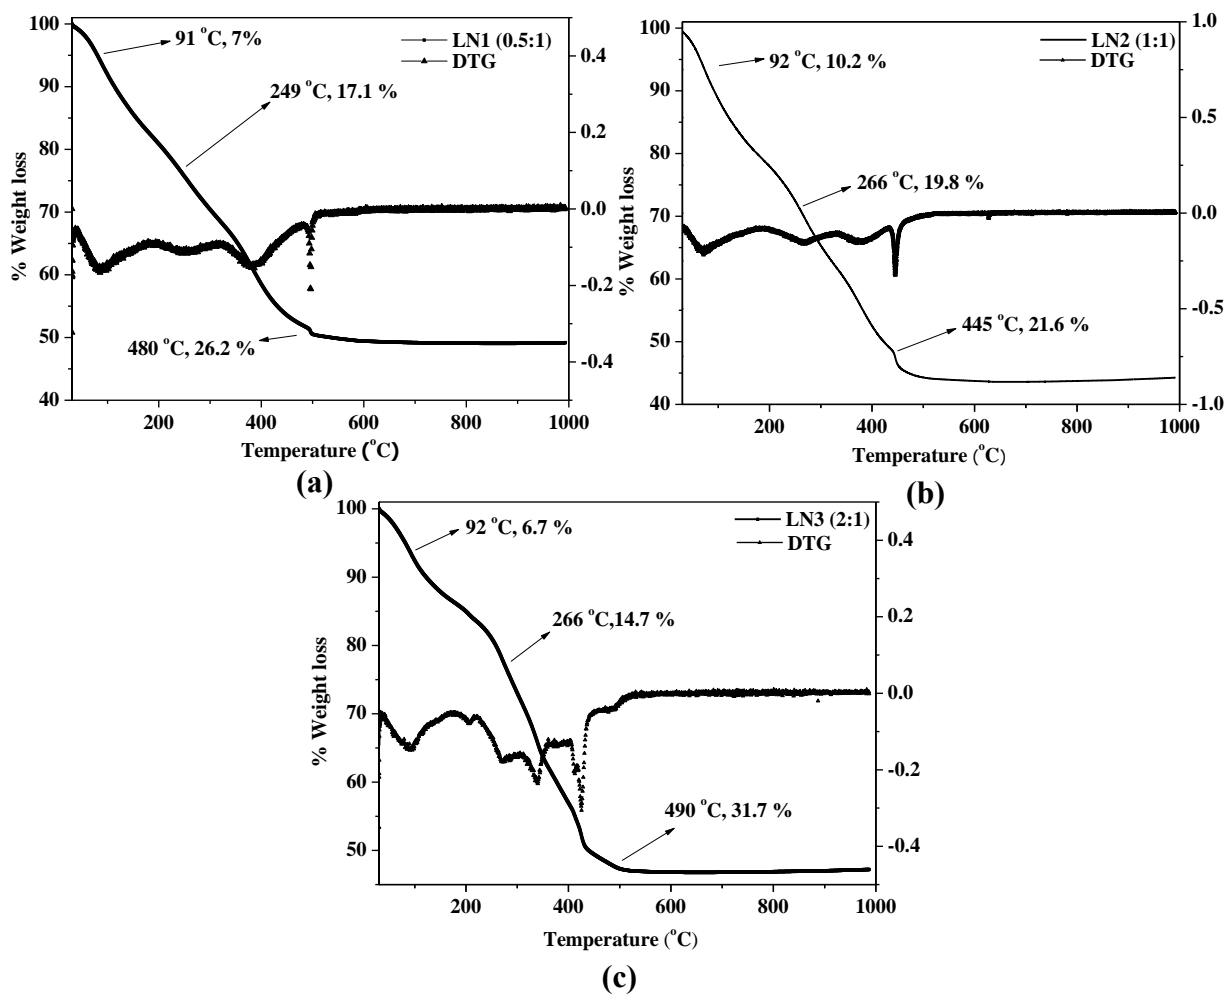 100
90
80
70
60
50
40
% Weight loss
91 °C, 7%
249 °C, 17.1 %
480 °C, 26.2 %
LN1 (0.5:1)
DTG
0.4
0.2
0.0
-0.2
-0.4
200 400 600 800 1000
Temperature (°C)
(a)
100
90
80
70
60
50
40
% Weight loss
92 °C, 10.2 %
266 °C, 19.8 %
445 °C, 21.6 %
LN2 (1:1)
DTG
1.0
0.5
0.0
-0.5
-1.0
200 400 600 800 1000
Temperature (°C)
(b)
100
90
80
70
60
50
% Weight loss
92 °C, 6.7 %
266 °C,14.7 %
490 °C, 31.7 %
LN3 (2:1)
DTG
0.4
0.2
0.0
-0.2
-0.4
200 400 600 800 1000
Temperature (°C)
(c)